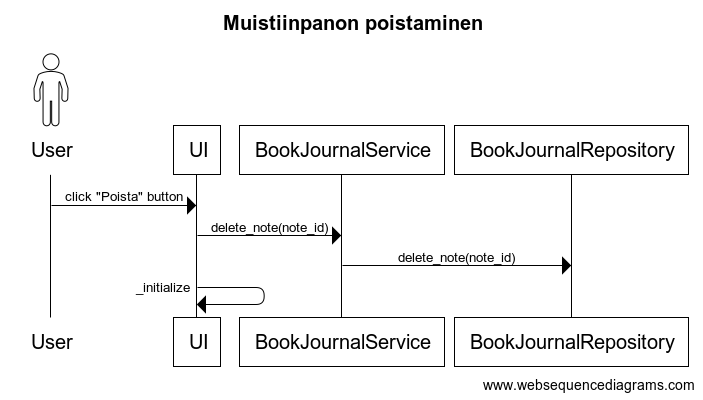 Muistiinpanon poistaminen
User
UI
BookJournalService
BookJournalRepository
click "Poista" button
delete_note(note_id)
delete_note(note_id)
_initialize
User
UI
BookJournalService
BookJournalRepository
www.websequencediagrams.com